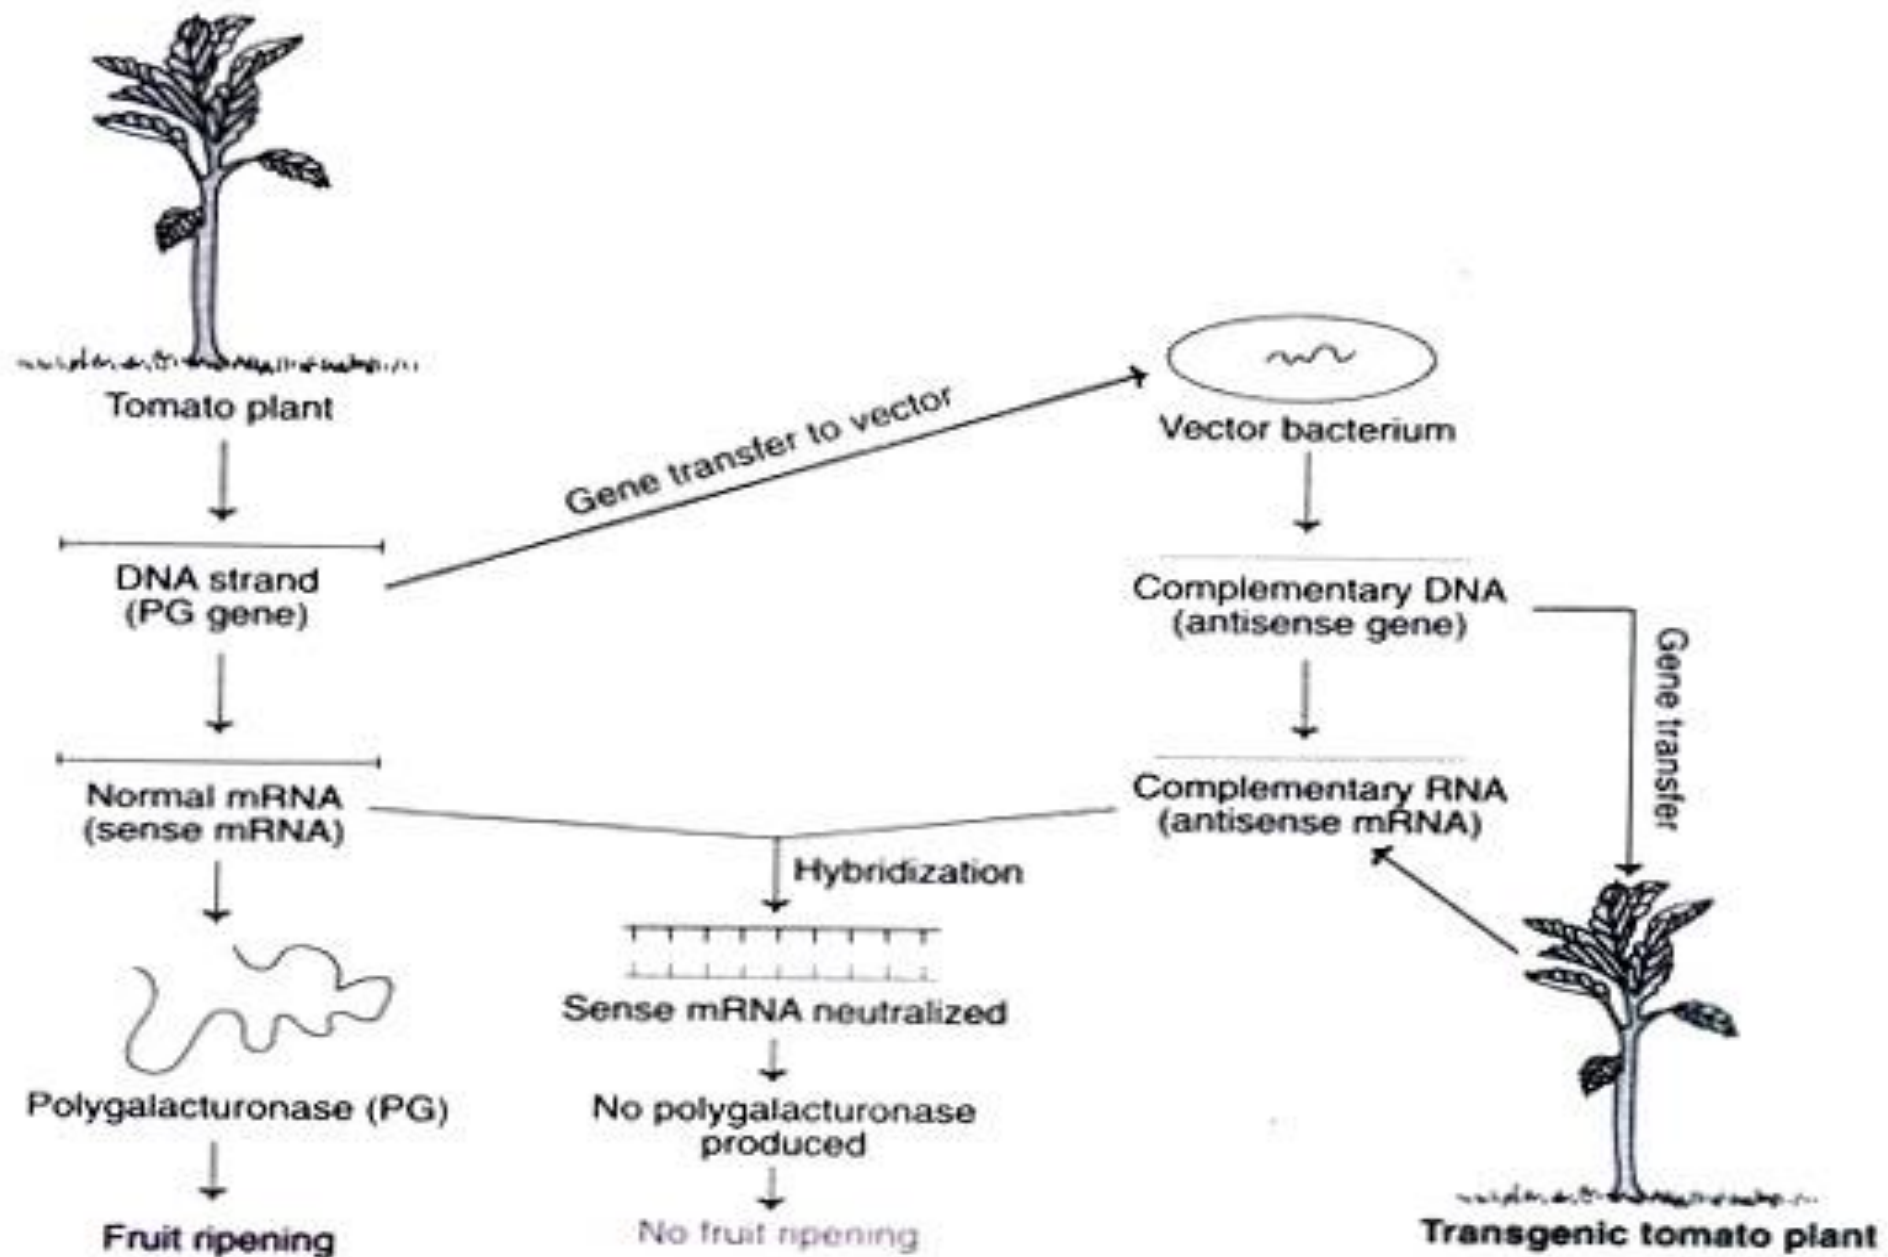 Tomato plant
Gene transfer to vector
Vector bacterium
DNA strand
(PG gene)
Complementary DNA
(antisense gene)
Gene transfer
Normal mRNA
(sense mRNA)
Complementary RNA
(antisense mRNA)
Hybridization
Sense mRNA neutralized
Polygalacturonase (PG)
No polygalacturonase
produced
Fruit ripening
No fruit ripening
Transgenic tomato plant